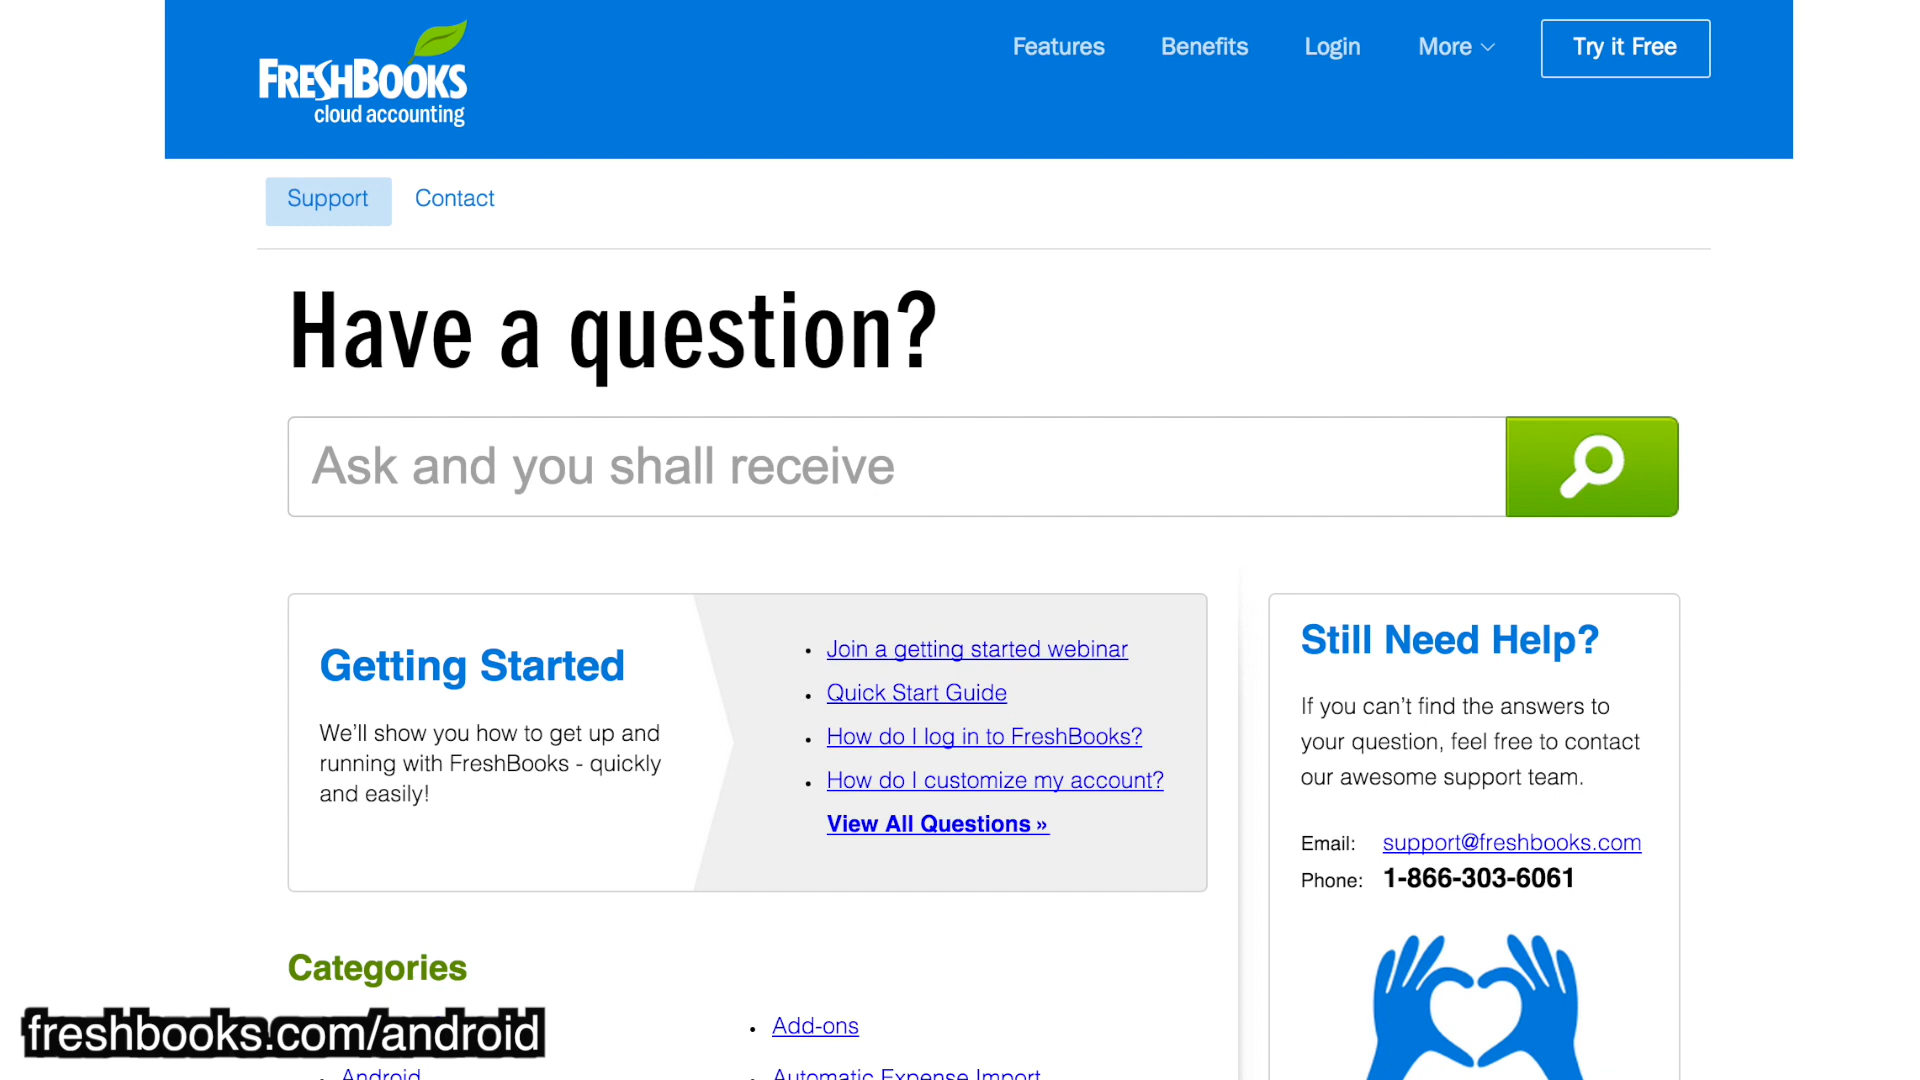 FRESHBOOKS
cloud accounting
Features Benefits Login More Try it Free
Support Contact
Have a question?
Ask and you shall receive
Getting Started
We'll show you how to get up and
running with FreshBooks - quickly
and easily!
• Join a getting started webinar
• Quick Start Guide
• How do I log in to FreshBooks?
• How do I customize my account?
View All Questions »
Still Need Help?
If you can't find the answers to
your question, feel free to contact
our awesome support team.
Email: support@freshbooks.com
Phone: 1-866-303-6061
Categories
freshbooks.com/android
• Add-ons
• Android
• Automatic Expense Import